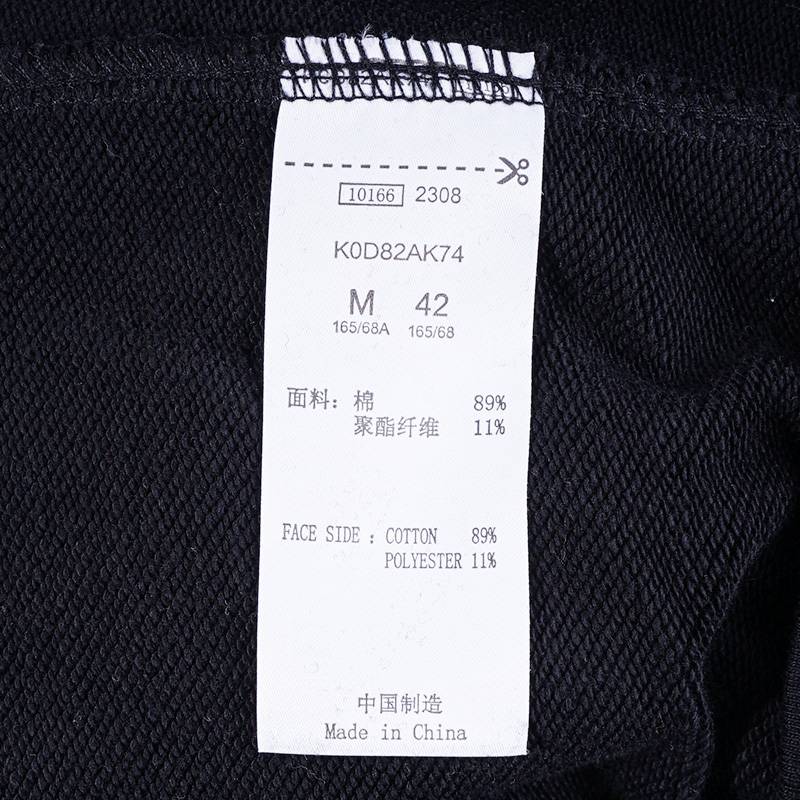 10166 2308
K0D82AK74
M 42
165/68A 165/68
面料: 棉 89%
聚酯纤维 11%
FACE SIDE : COTTON 89%
POLYESTER 11%
中国制造
Made in China